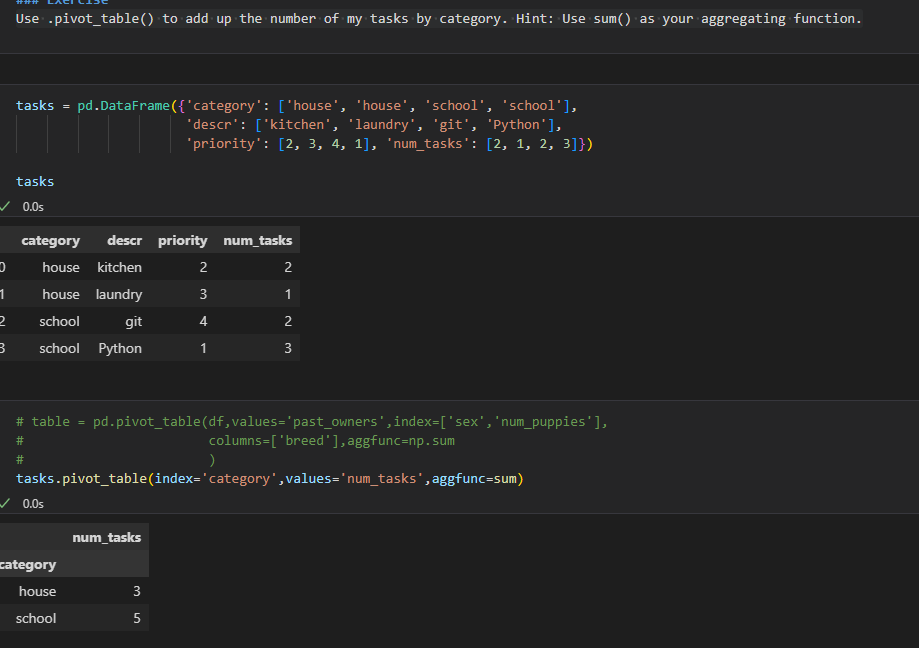 ### Exercise
Use .pivot_table() to add up the number of my tasks by category. Hint: Use sum() as your aggregating function.
tasks = pd.DataFrame({'category': ['house', 'house', 'school', 'school'],
'descr': ['kitchen', 'laundry', 'git', 'Python'],
'priority': [2, 3, 4, 1], 'num_tasks': [2, 1, 2, 3]})
tasks
✓ 0.0s
category descr priority num_tasks
0 house kitchen 2 2
1 house laundry 3 1
2 school git 4 2
3 school Python 1 3
# table = pd.pivot_table(df,values='past_owners',index=['sex','num_puppies'],
# columns=['breed'],aggfunc=np.sum
# )
tasks.pivot_table(index='category',values='num_tasks',aggfunc=sum)
✓ 0.0s
num_tasks
category
house 3
school 5